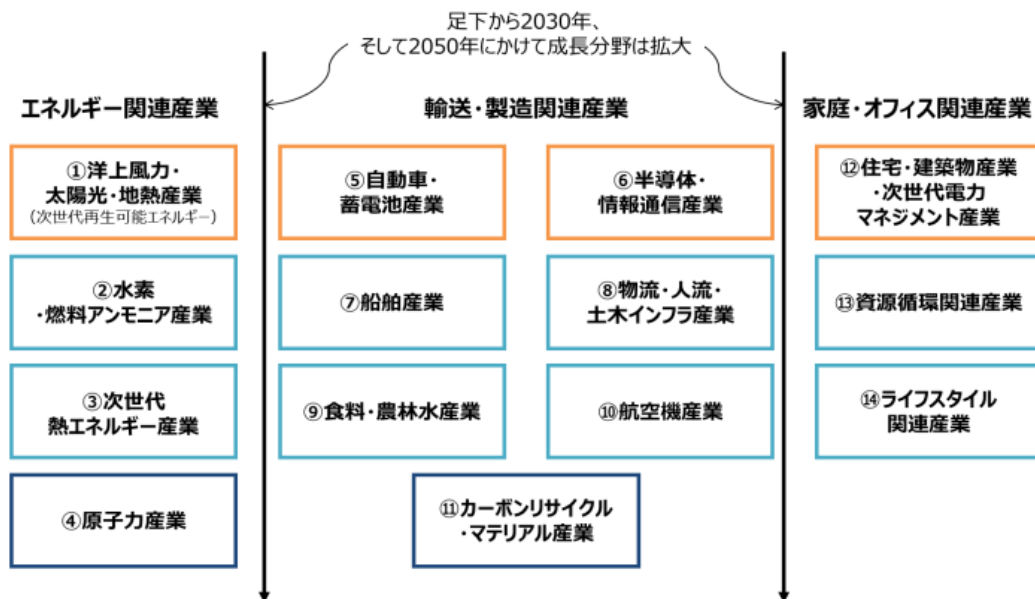 足下から2030年、
そして2050年にかけて成長分野は拡大
エネルギー関連産業
輸送・製造関連産業
家庭・オフィス関連産業
①洋上風力・
太陽光・地熱産業
（次世代再生可能エネルギー）
⑤自動車・
蓄電池産業
⑥半導体・
情報通信産業
⑫住宅・建築物産業
・次世代電力
マネジメント産業
②水素
・燃料アンモニア産業
⑦船舶産業
⑧物流・人流・
土木インフラ産業
⑬資源循環関連産業
③次世代
熱エネルギー産業
⑨食料・農林水産業
⑩航空機産業
⑭ライフスタイル
関連産業
④原子力産業
⑪カーボンリサイクル
・マテリアル産業